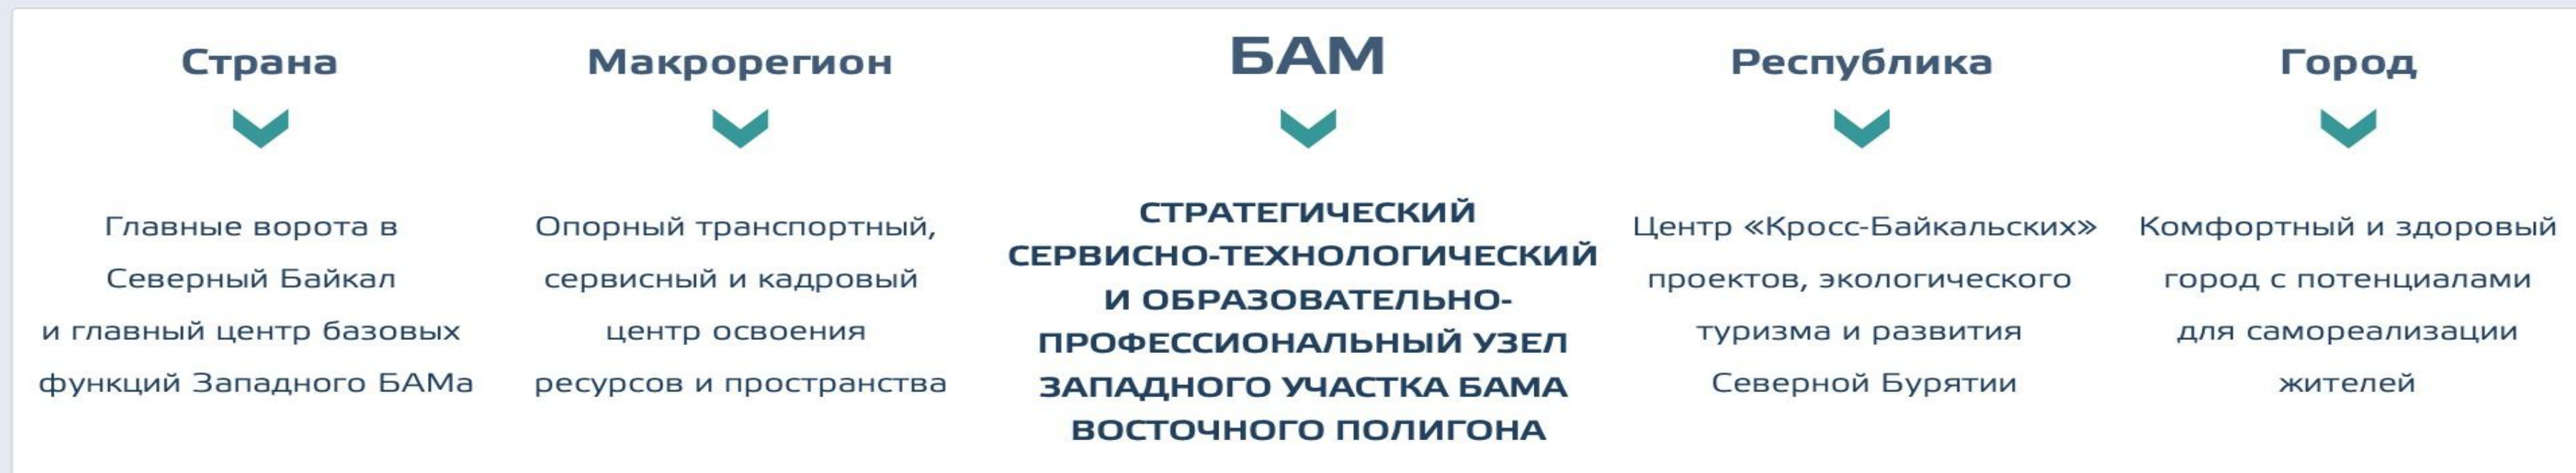 Страна
Главные ворота в
Северный Байкал
и главный центр базовых
функций Западного БАМа
Макрорегион
Опорный транспортный,
сервисный и кадровый
центр освоения
ресурсов и пространства
БАМ
СТРАТЕГИЧЕСКИЙ
СЕРВИСНО-ТЕХНОЛОГИЧЕСКИЙ
И ОБРАЗОВАТЕЛЬНО-
ПРОФЕССИОНАЛЬНЫЙ УЗЕЛ
ЗАПАДНОГО УЧАСТКА БАМА
ВОСТОЧНОГО ПОЛИГОНА
Республика
Центр «Кросс-Байкальских»
проектов, экологического
туризма и развития
Северной Бурятии
Город
Комфортный и здоровый
город с потенциалами
для самореализации
жителей